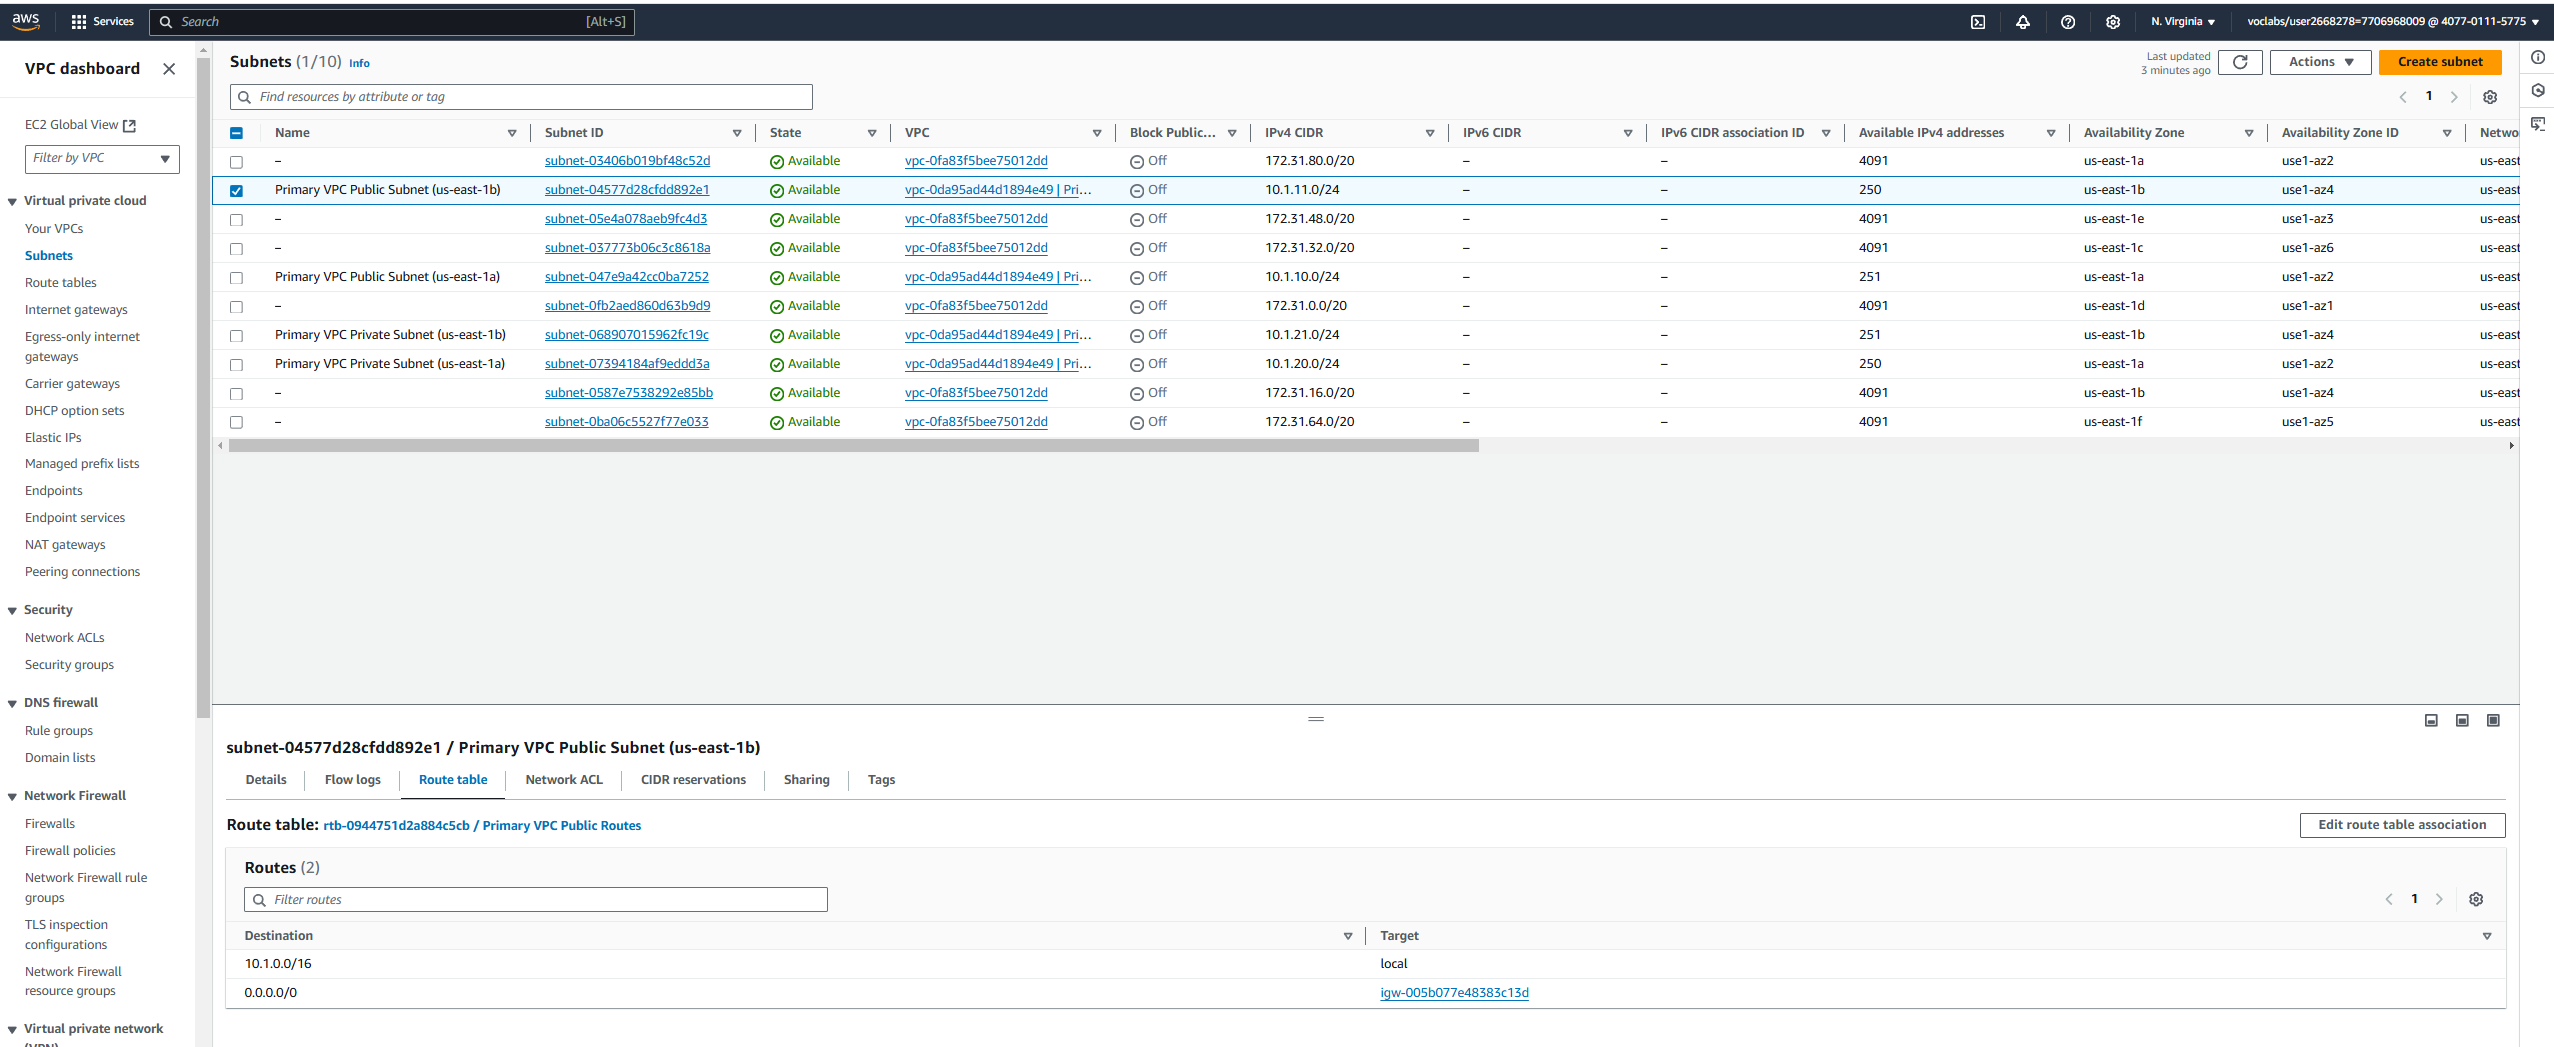 aws Services Search [Alt+S] N. Virginia voclabs/user2668278=7706968009 @ 4077-0111-5775
VPC dashboard
EC2 Global View
Filter by VPC
Virtual private cloud
Your VPCs
Subnets
Route tables
Internet gateways
Egress-only internet
gateways
Carrier gateways
DHCP option sets
Elastic IPs
Managed prefix lists
Endpoints
Endpoint services
NAT gateways
Peering connections
Security
Network ACLs
Security groups
DNS firewall
Rule groups
Domain lists
Network Firewall
Firewalls
Firewall policies
Network Firewall rule
groups
TLS inspection
configurations
Network Firewall
resource groups
Virtual private network
(VPN)
Subnets (1/10) Info
Last updated
3 minutes ago
Actions
Create subnet
Find resources by attribute or tag
1
Name Subnet ID State VPC Block Public... IPv4 CIDR IPv6 CIDR IPv6 CIDR association ID Available IPv4 addresses Availability Zone Availability Zone ID Netwo
– subnet-03406b019bf48c52d Available vpc-0fa83f5bee75012dd Off 172.31.80.0/20 – – 4091 us-east-1a use1-az2 us-east
Primary VPC Public Subnet (us-east-1b) subnet-04577d28cfdd892e1 Available vpc-0da95ad44d1894e49 | Pri... Off 10.1.11.0/24 – – 250 us-east-1b use1-az4 us-east
– subnet-05e4a078aeb9fc4d3 Available vpc-0fa83f5bee75012dd Off 172.31.48.0/20 – – 4091 us-east-1e use1-az3 us-east
– subnet-037773b06c3c8618a Available vpc-0fa83f5bee75012dd Off 172.31.32.0/20 – – 4091 us-east-1c use1-az6 us-east
Primary VPC Public Subnet (us-east-1a) subnet-047e9a42cc0ba7252 Available vpc-0da95ad44d1894e49 | Pri... Off 10.1.10.0/24 – – 251 us-east-1a use1-az2 us-east
– subnet-0fb2aed860d63b9d9 Available vpc-0fa83f5bee75012dd Off 172.31.0.0/20 – – 4091 us-east-1d use1-az1 us-east
Primary VPC Private Subnet (us-east-1b) subnet-068907015962fc19c Available vpc-0da95ad44d1894e49 | Pri... Off 10.1.21.0/24 – – 251 us-east-1b use1-az4 us-east
Primary VPC Private Subnet (us-east-1a) subnet-07394184af9eddd3a Available vpc-0da95ad44d1894e49 | Pri... Off 10.1.20.0/24 – – 250 us-east-1a use1-az2 us-east
– subnet-0587e7538292e85bb Available vpc-0fa83f5bee75012dd Off 172.31.16.0/20 – – 4091 us-east-1b use1-az4 us-east
– subnet-0ba06c5527f77e033 Available vpc-0fa83f5bee75012dd Off 172.31.64.0/20 – – 4091 us-east-1f use1-az5 us-east
subnet-04577d28cfdd892e1 / Primary VPC Public Subnet (us-east-1b)
Details Flow logs Route table Network ACL CIDR reservations Sharing Tags
Route table: rtb-0944751d2a884c5cb / Primary VPC Public Routes
Edit route table association
Routes (2)
Filter routes
1
Destination Target
10.1.0.0/16 local
0.0.0.0/0 igw-005b077e48383c13d